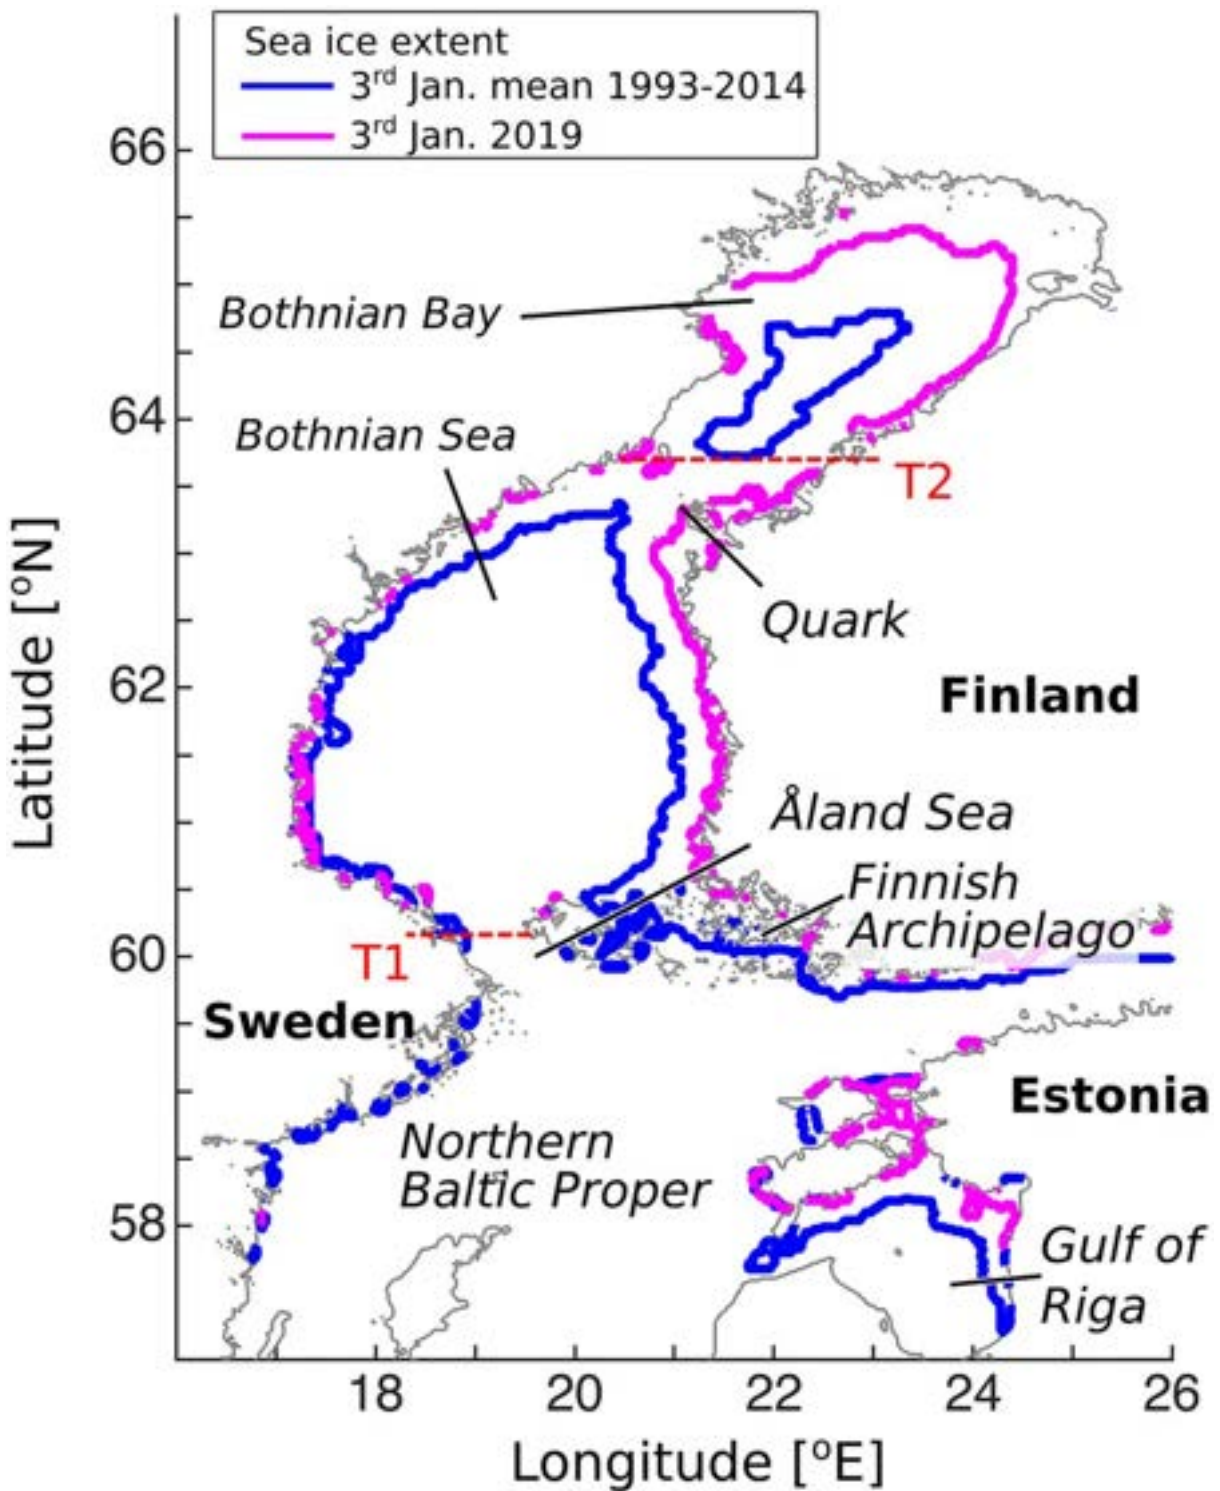 Sea ice extent
3rd Jan. mean 1993-2014
3rd Jan. 2019
66
Bothnian Bay
64
Bothnian Sea
T2
Quark
62
Finland
Åland Sea
Finnish
Archipelago
60
T1
Sweden
Estonia
Northern
Baltic Proper
58
Gulf of
Riga
18
20
22
24
26
Latitude [°N]
Longitude [°E]